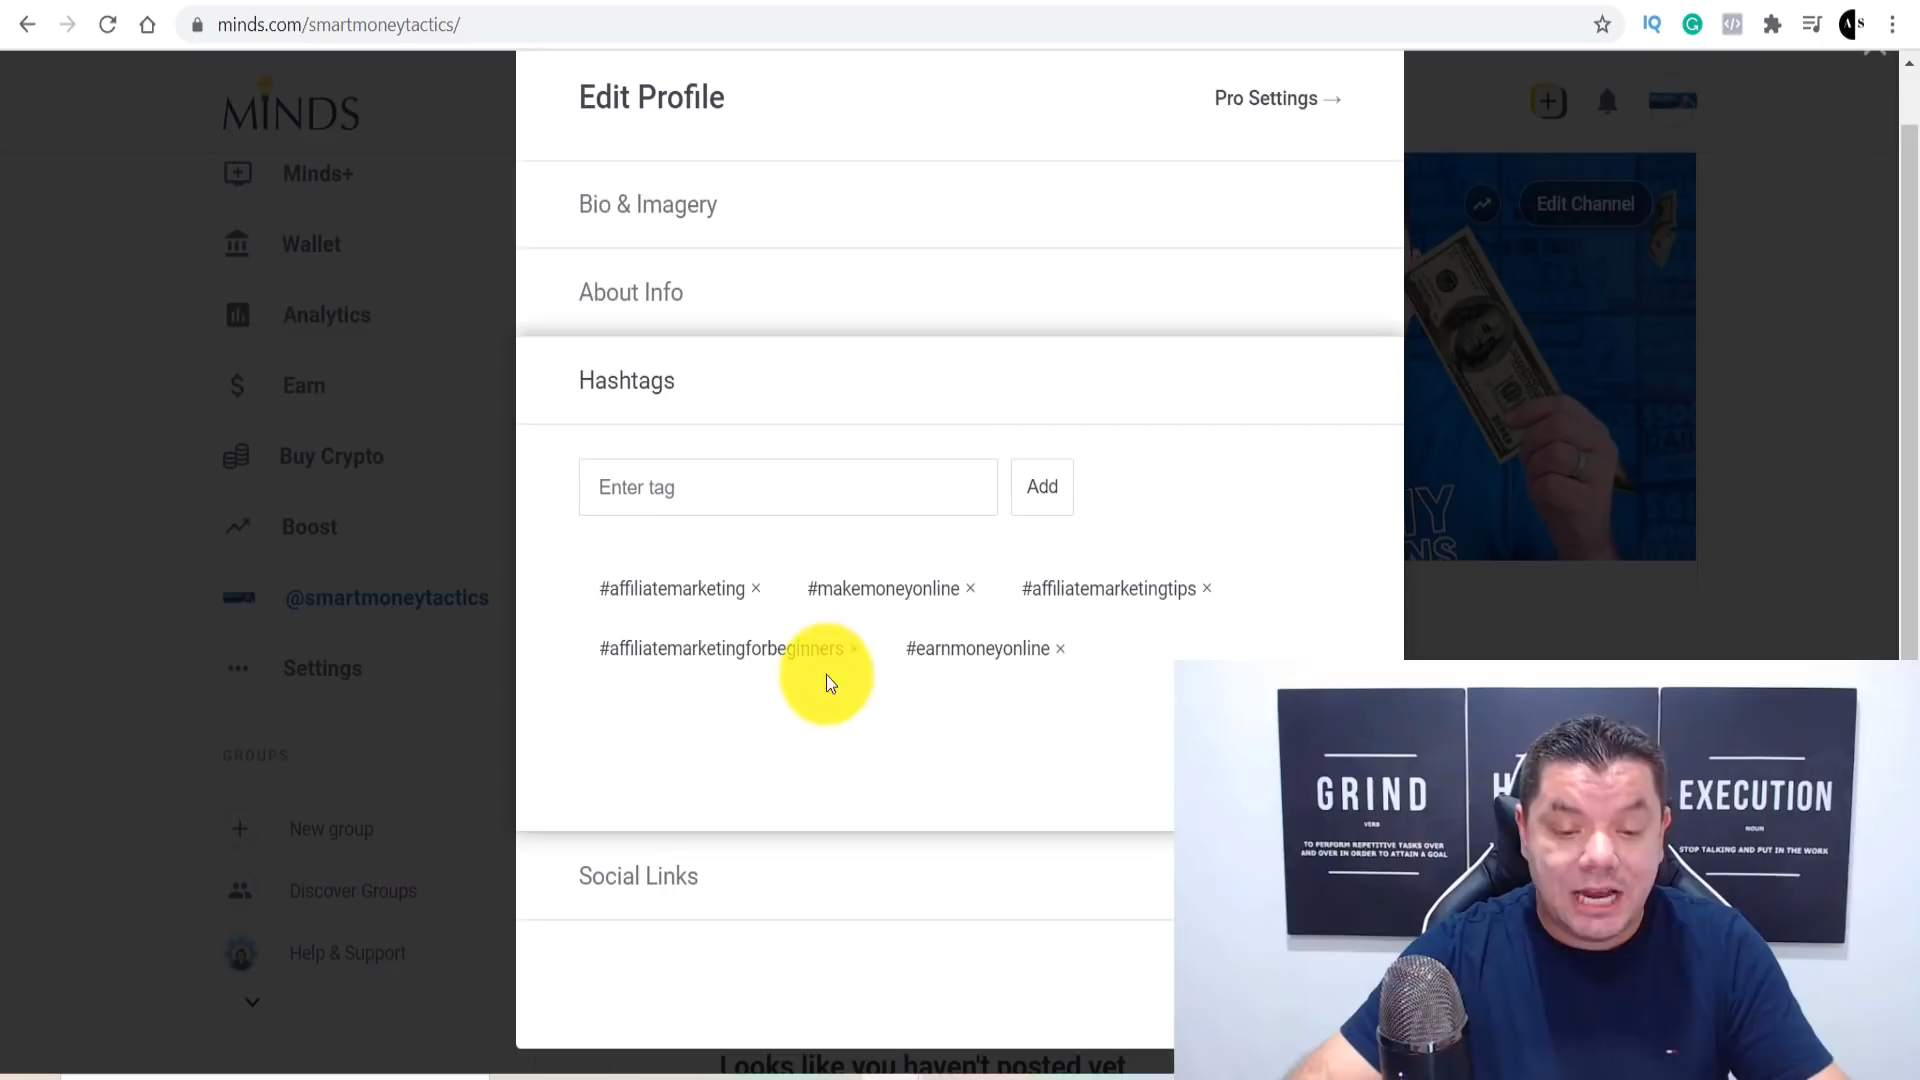 minds.com/smartmoneytactics/
MINDS
Edit Profile
Pro Settings →
Minds+
Bio & Imagery
Edit Channel
Wallet
About Info
Analytics
Hashtags
Earn
Buy Crypto
Enter tag
Add
Boost
#affiliatemarketing ×
#makemoneyonline ×
#affiliatemarketingtips ×
@smartmoneytactics
#affiliatemarketingforbeginners ×
#earnmoneyonline ×
Settings
GROUPS
New group
Discover Groups
Help & Support
Social Links
Looks like you haven't posted yet
GRIND
VERB
TO PERFORM REPETITIVE TASKS OVER
AND OVER IN ORDER TO ATTAIN A GOAL
H
EXECUTION
NOUN
STOP TALKING AND PUT IN THE WORK